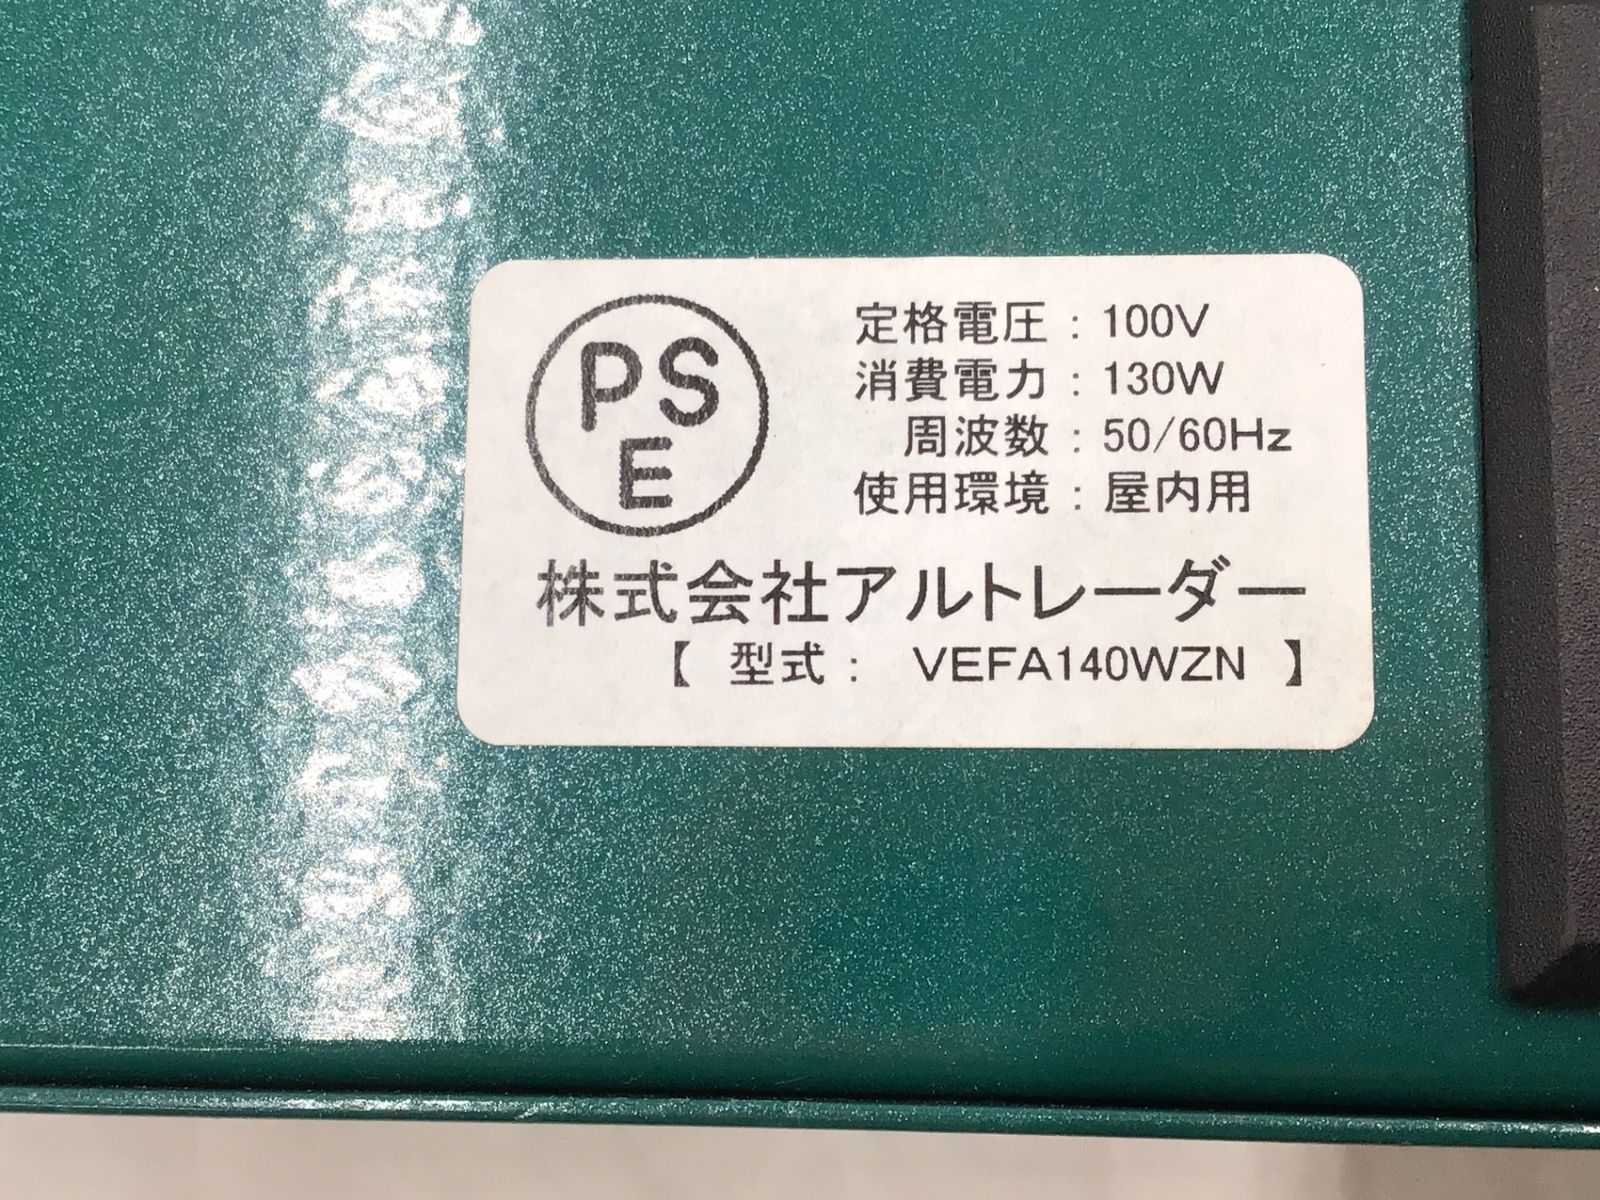 PS
E
定格電圧：100V
消費電力：130W
周波数：50/60Hz
使用環境：屋内用
株式会社アルトレーダー
【 型式： VEFA140WZN 】